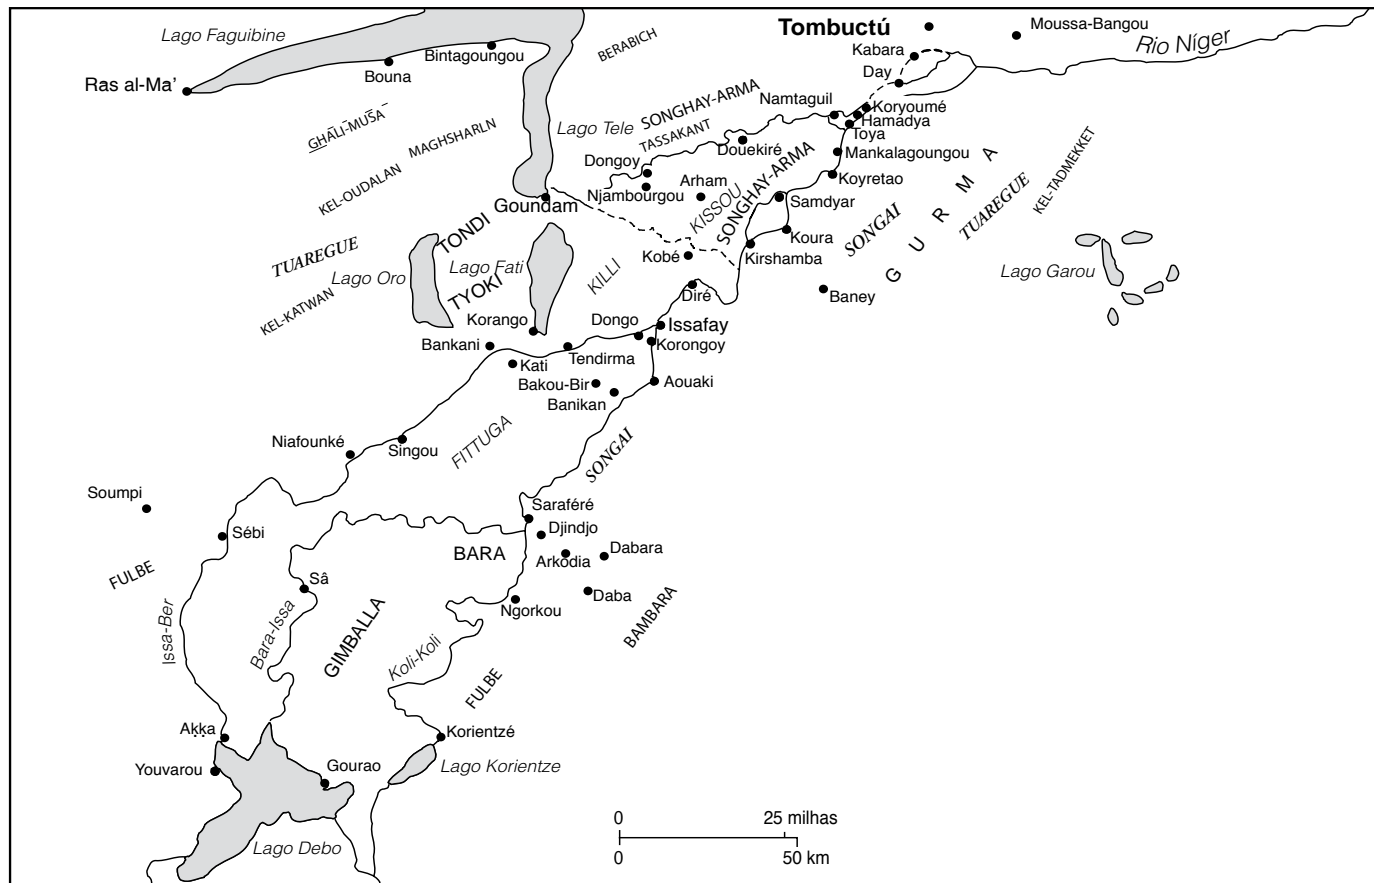 Lago Faguibine
Tombuctú
Moussa-Bangou
Rio Níger
Bintagoungou
BERABICH
Kabara
Bouna
Day
Ras al-Ma’
Namtaguil
Koryoumé
Hamadya
Toya
SONGHAY-ARMA
GHĀLĪ-MUṢĀ
MAGHSHARLN
Lago Tele
TASSAKANT
Douekiré
Mankalagoungou
Dongoy
Arham
Koyretao
KEL-OUDALAN
Njambourgou
KISSOU
SONGHAY-ARMA
Samdyar
SONGAI
GURMA
TUAREGUE
KEL-TADMEKKET
Goundam
TONDI
Koura
TUAREGUE
Kobé
Kirshamba
Lago Oro
Lago Fati
KILLI
Lago Garou
TYOKI
Diré
Baney
KEL-KATWAN
Korango
Dongo
Issafay
Bankani
Tendirma
Korongoy
Kati
Bakou-Bir
Aouaki
Banikan
Niafounké
Singou
FITTUGA
SONGAI
Soumpi
Saraféré
Sébi
Djindjo
BARA
Arkodia
Dabara
FULBE
Sâ
Daba
Ngorkou
BAMBARA
Issa-Ber
Bara-Issa
GIMBALLA
Koli-Koli
FULBE
Aḳḳa
Korientzé
Youvarou
Gourao
Lago Korientze
Lago Debo
0 25 milhas
0 50 km